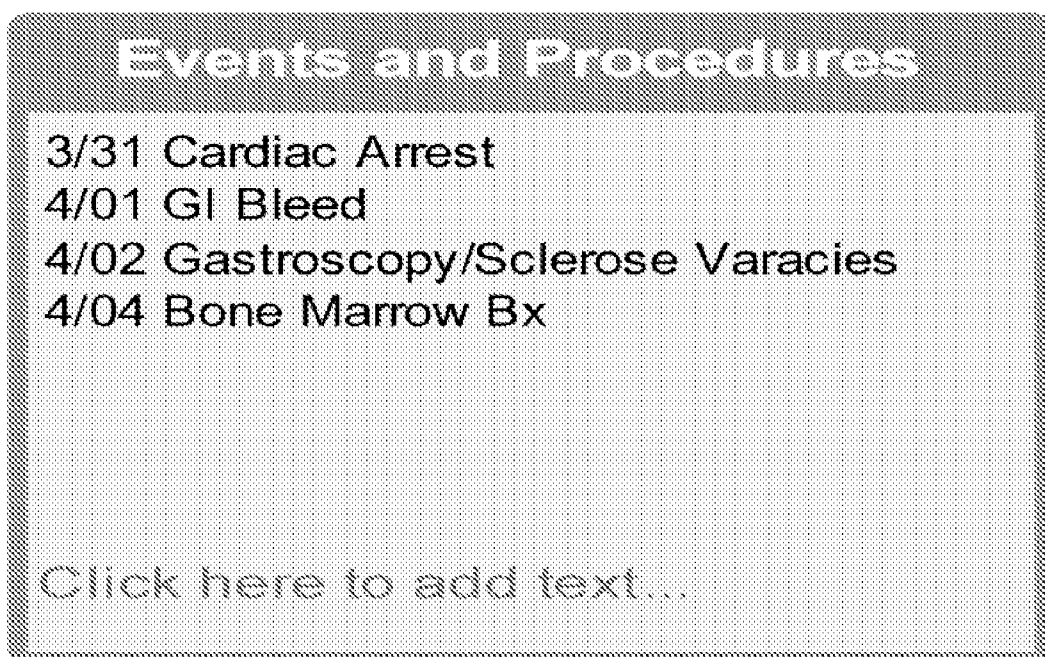 Events and Procedures
3/31 Cardiac Arrest
4/01 GI Bleed
4/02 Gastroscopy/Sclerose Varacies
4/04 Bone Marrow Bx
Click here to add text...